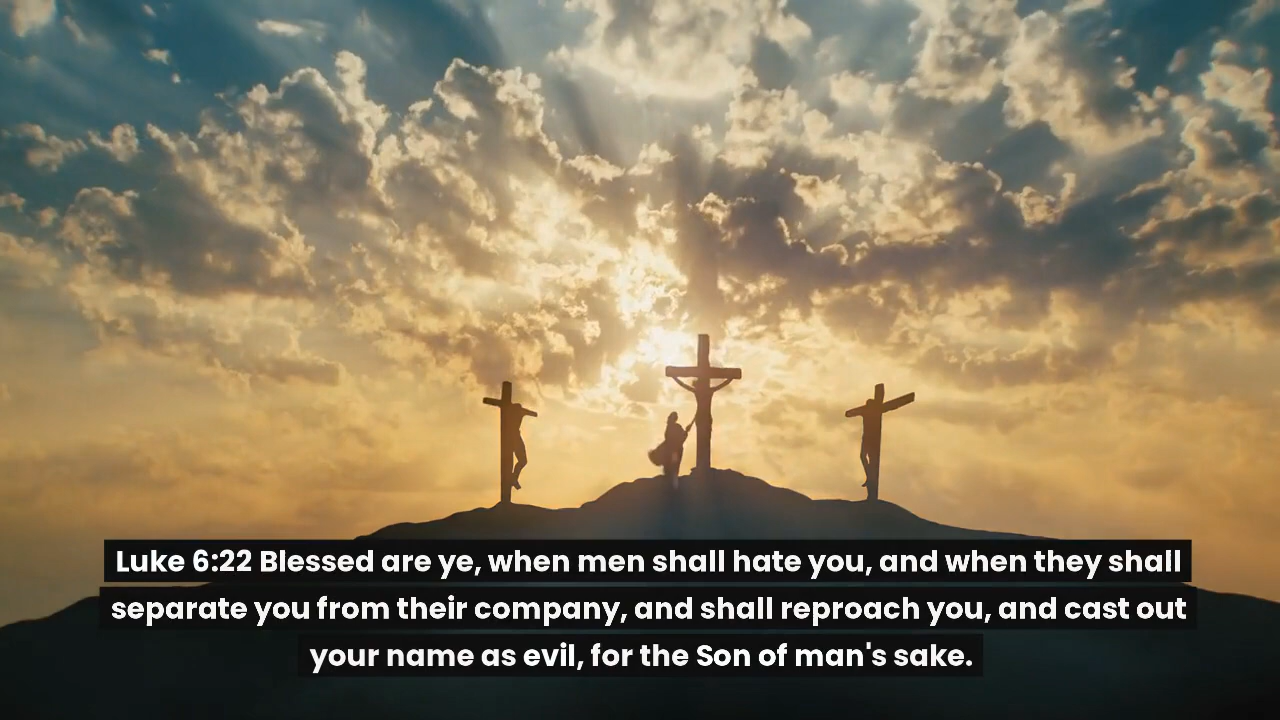 Luke 6:22 Blessed are ye, when men shall hate you, and when they shall
separate you from their company, and shall reproach you, and cast out
your name as evil, for the Son of man's sake.